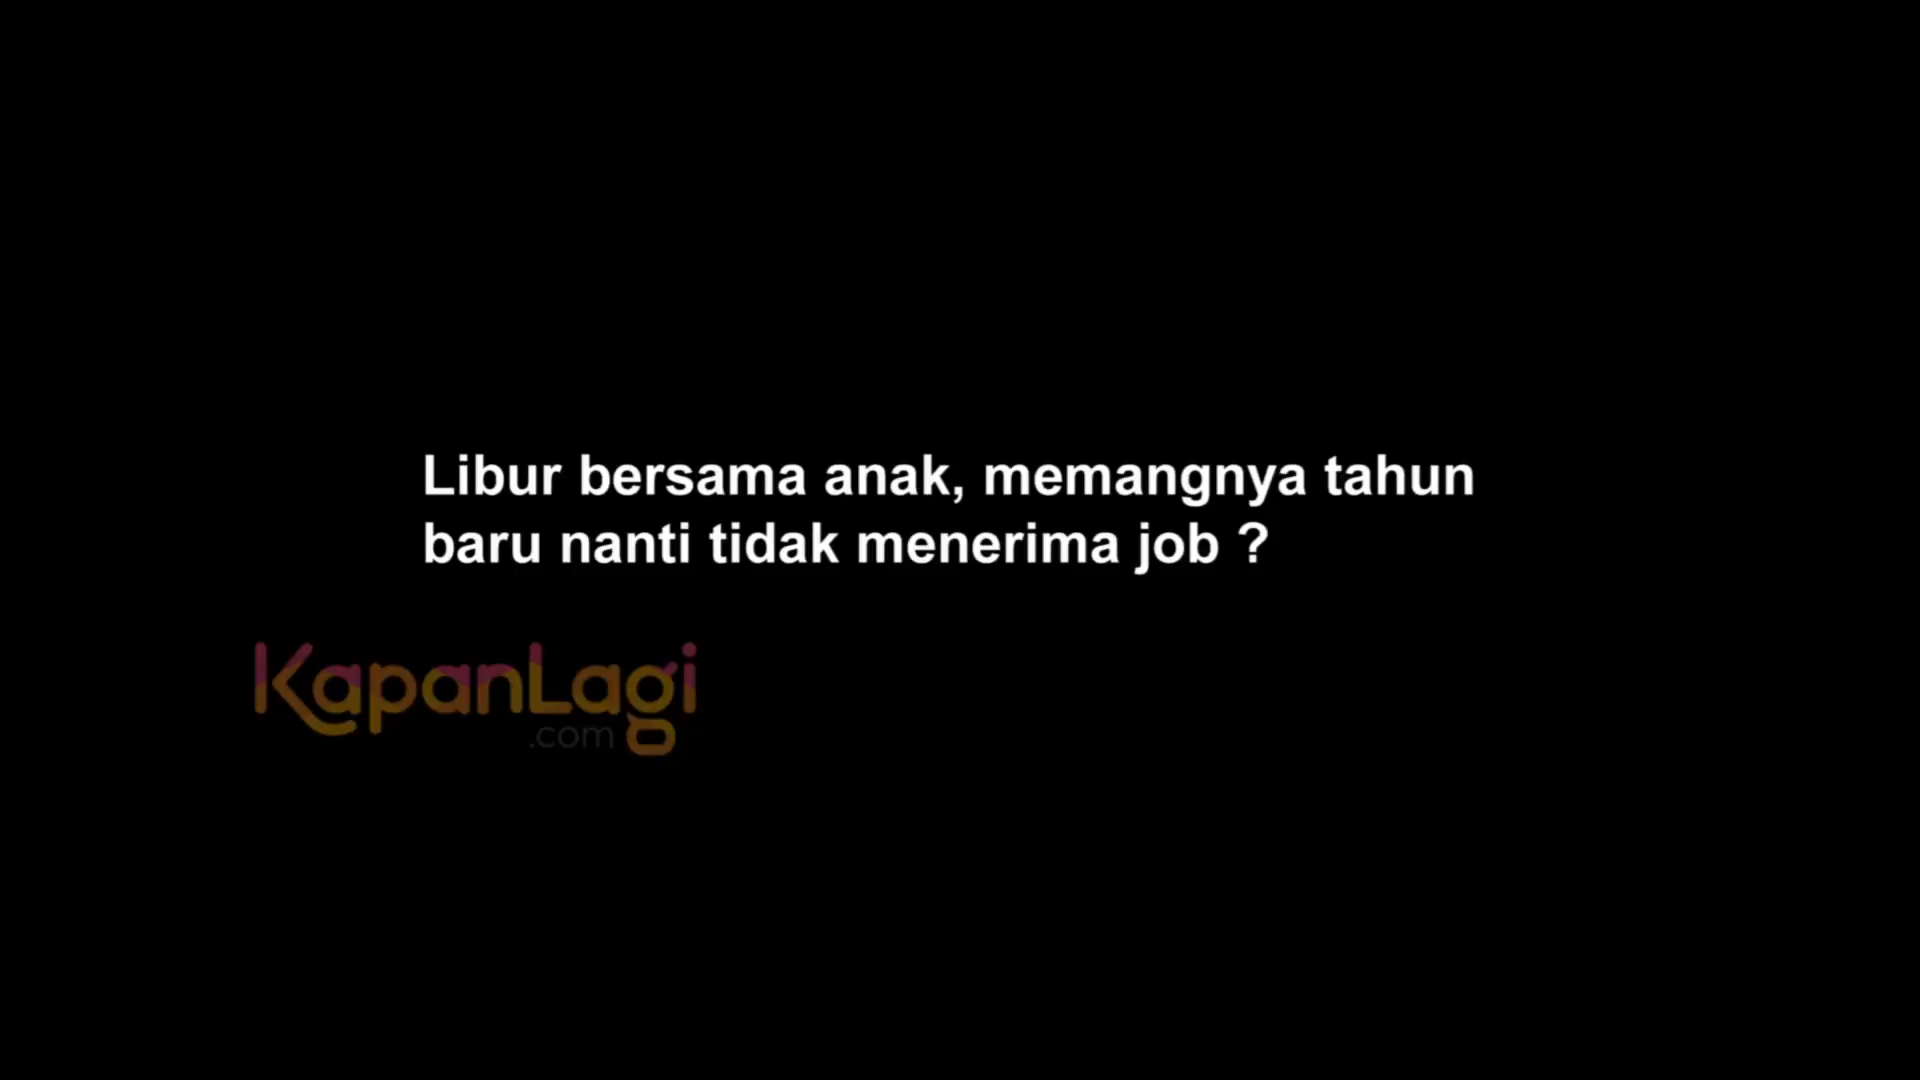 Libur bersama anak, memangnya tahun
baru nanti tidak menerima job ?
KapanLagi
.com